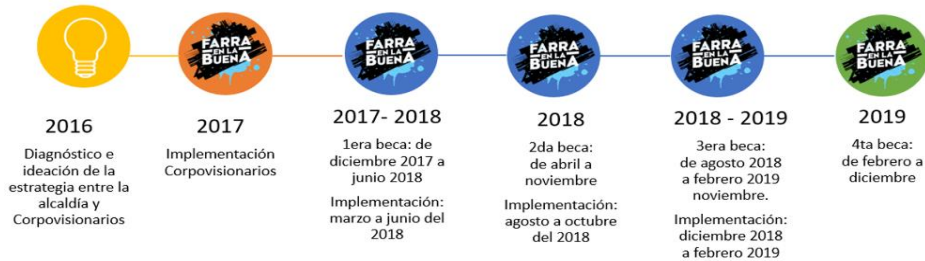 FARRA
EN LA
BUENA
FARRA
EN LA
BUENA
FARRA
EN LA
BUENA
FARRA
EN LA
BUENA
FARRA
EN LA
BUENA
2016
Diagnóstico e
ideación de la
estrategia entre la
alcaldía y
Corpovisionarios
2017
Implementación
Corpovisionarios
2017- 2018
1era beca: de
diciembre 2017 a
junio 2018
Implementación:
marzo a junio del
2018
2018
2da beca:
de abril a
noviembre
Implementación:
agosto a octubre
del 2018
2018 - 2019
3era beca:
de agosto 2018
a febrero 2019
noviembre.
Implementación:
diciembre 2018
a febrero 2019
2019
4ta beca:
de febrero a
diciembre